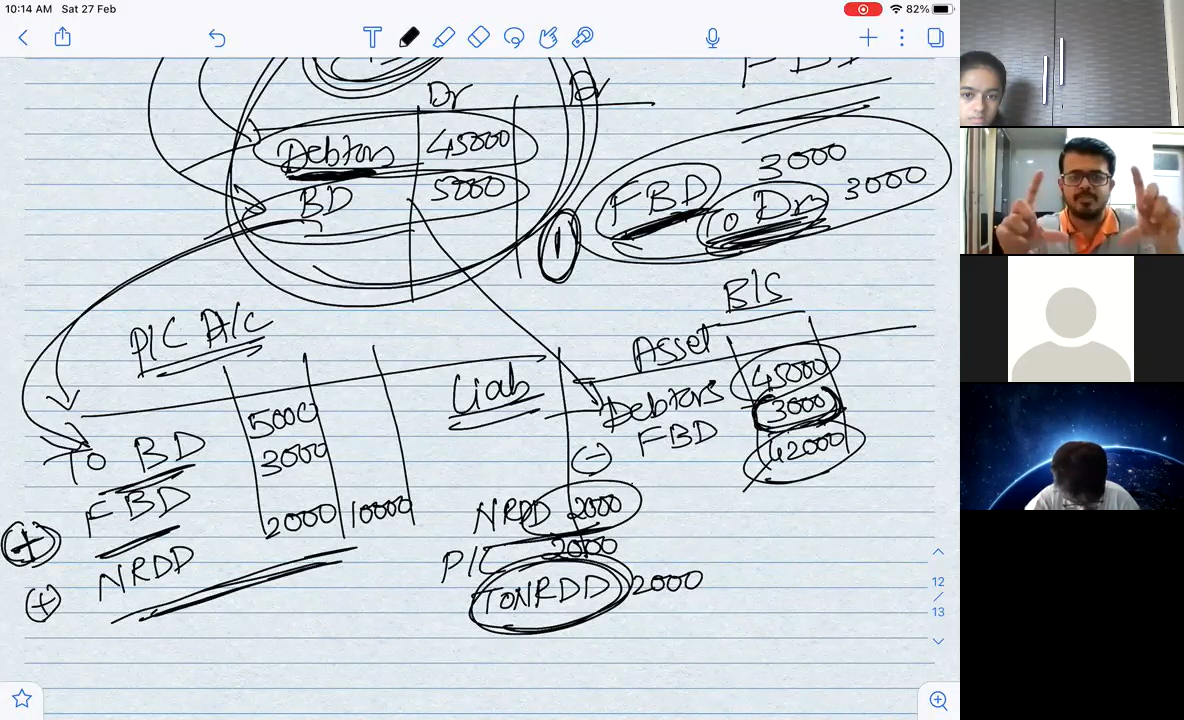 10:14 AM Sat 27 Feb
82%
T
Dr
Debtors 45000
BD 5000
3000
FBD 3000
To Drs
1
B/S
P/L A/C
Asset
Liab
45000
Debtors 3000
FBD
(-) 42000
5000
To BD 3000
FBD
2000 10000
+ NRDD
+
NRDD 2000
P/L 2000
To NRDD 2000
12
/
13